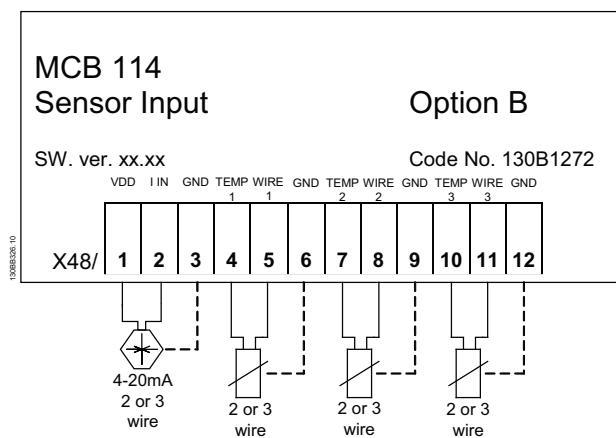 MCB 114
Sensor Input Option B
SW. ver. xx.xx Code No. 130B1272
VDD I IN GND TEMP 1 WIRE 1 GND TEMP 2 WIRE 2 GND TEMP 3 WIRE 3 GND
X48/ 1 2 3 4 5 6 7 8 9 10 11 12
130BB326.10
4-20mA
2 or 3
wire
2 or 3
wire
2 or 3
wire
2 or 3
wire